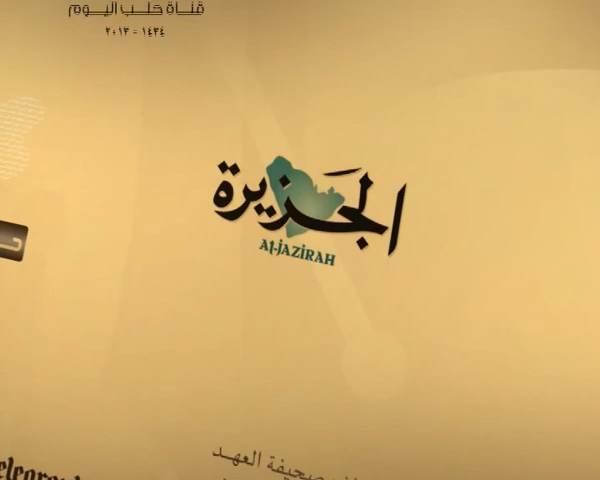 قناة حلب اليوم
١٤٣٤ - ٢٠١٣
الجزيرة
Al-JAZIRAH
صحيفة العهد